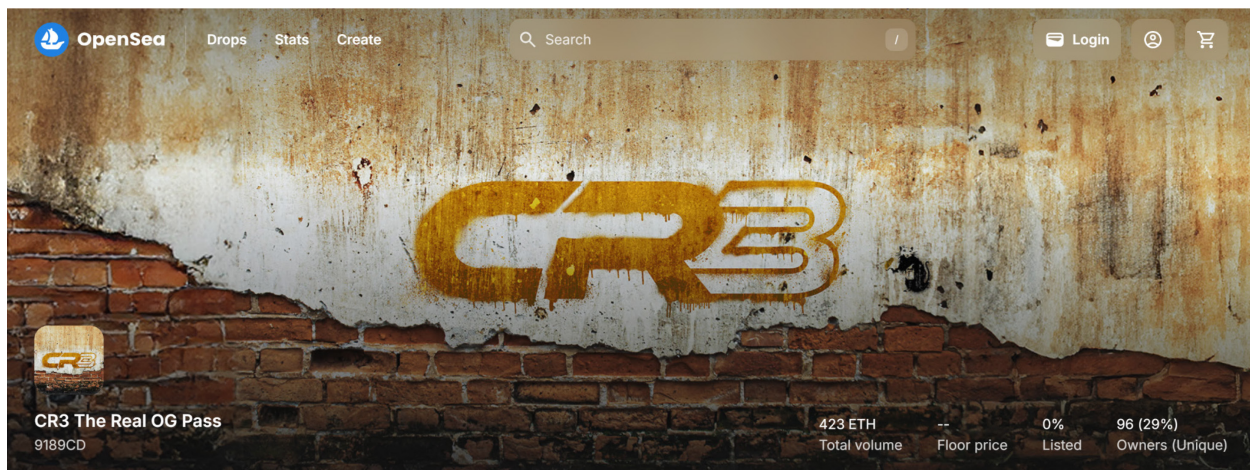 OpenSea Drops Stats Create Search / Login
CR3
CR3
CR3 The Real OG Pass
9189CD
423 ETH -- 0% 96 (29%)
Total volume Floor price Listed Owners (Unique)